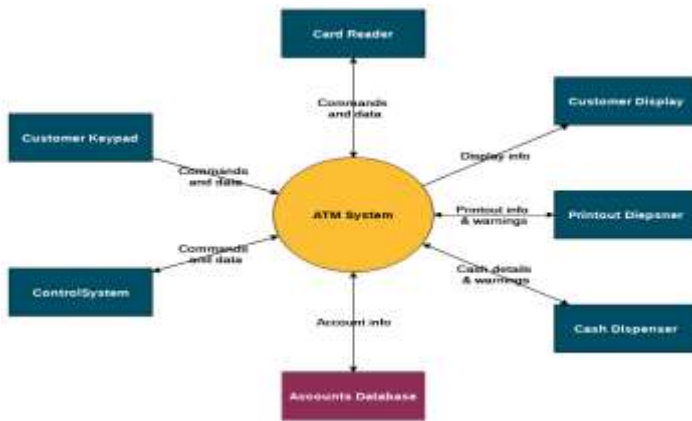 Card Reader
Commands
and data
Customer Display
Customer Keypad
Display info
Commands
and data
ATM System
Printout info
& warnings
Printout Diepsner
Commands
and data
Cash details
& warnings
ControlSystem
Account info
Cash Dispenser
Accounts Database